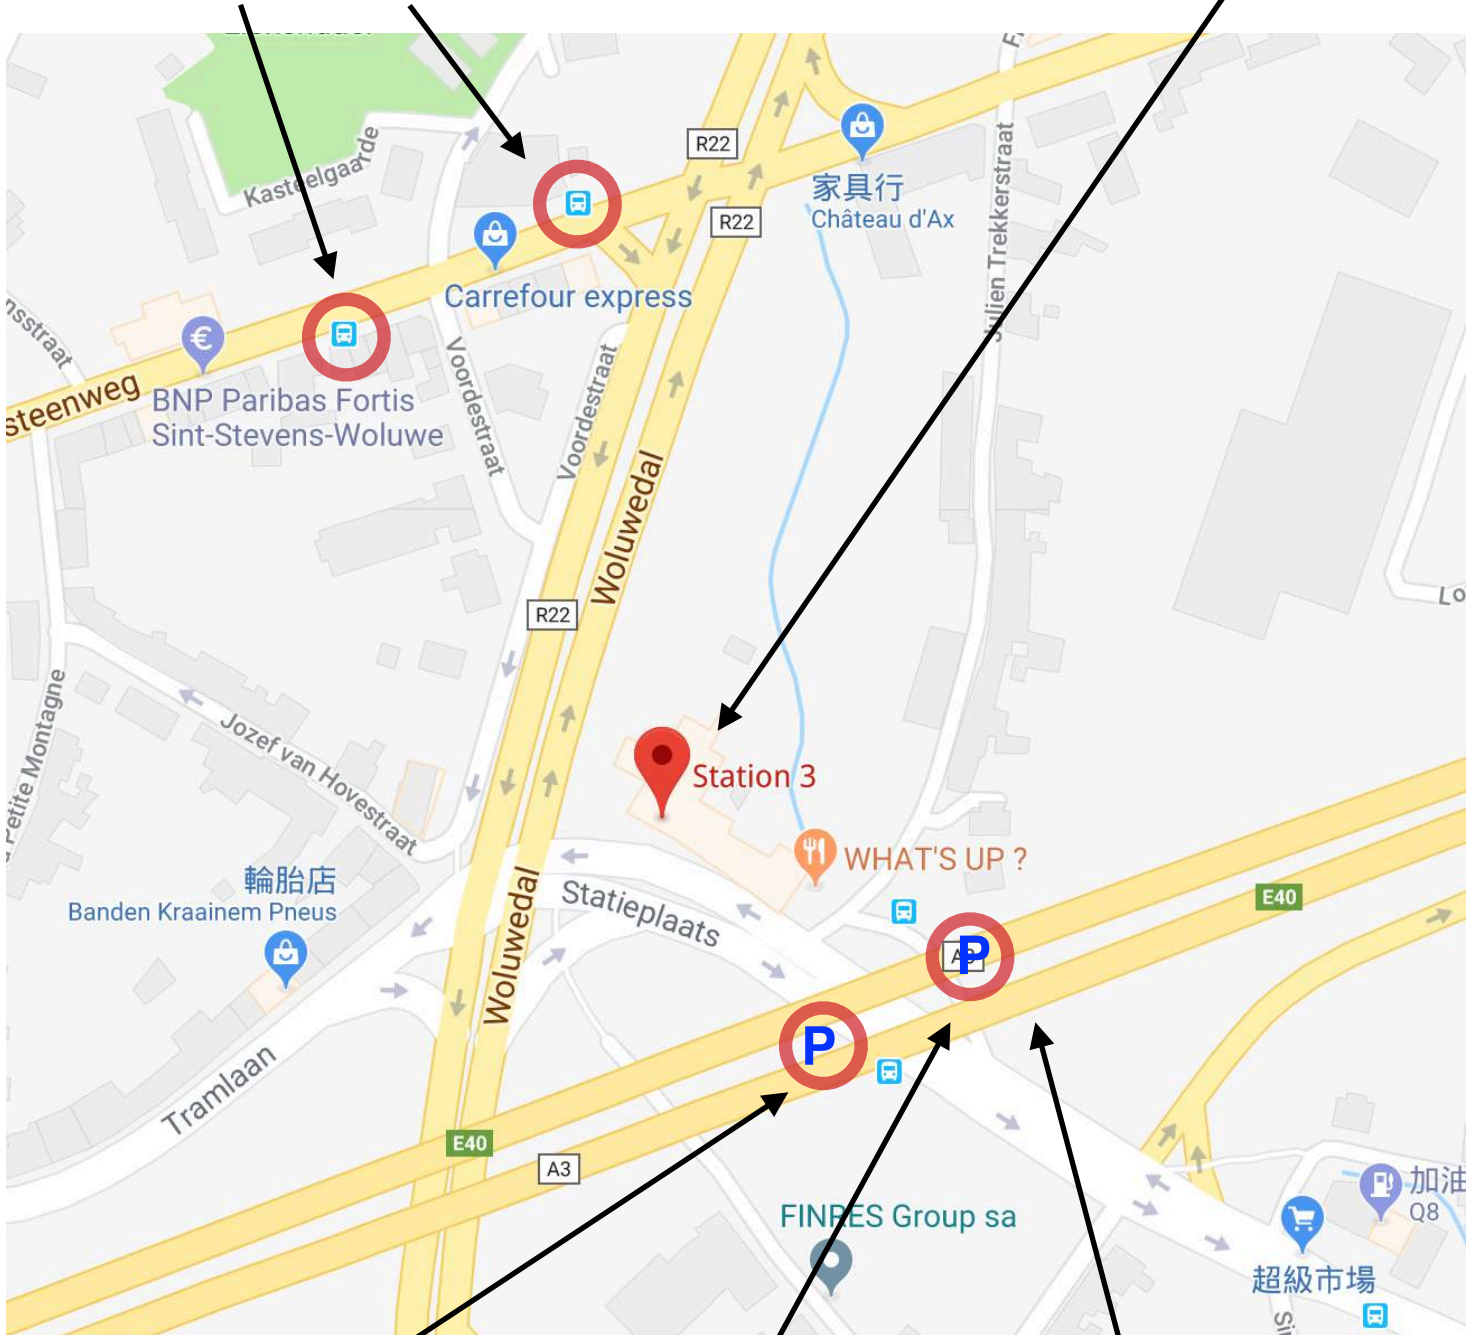 R22
Kasteelgaarde
家具行
Château d'Ax
R22
Julien Trekkerstraat
Carrefour express
nsstraat
steenweg
BNP Paribas Fortis
Sint-Stevens-Woluwe
Voordestraat
Voordestraat
Woluwedal
R22
Petite Montagne
Jozef van Hovestraat
Station 3
WHAT'S UP ?
輪胎店
Banden Kraainem Pneus
Statieplaats
E40
Woluwedal
P
P
Tramlaan
E40
A3
FINRES Group sa
加油
Q8
超級市場